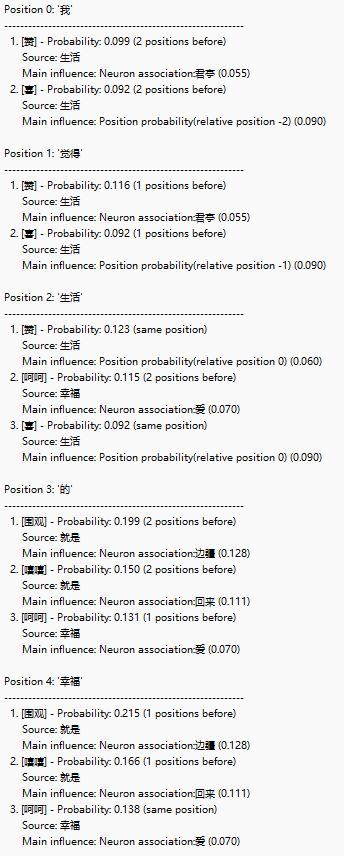 Position 0: '我'
------------------------------------------------------------
1. [赞] - Probability: 0.099 (2 positions before)
Source: 生活
Main influence: Neuron association:君亭 (0.055)
2. [喜] - Probability: 0.092 (2 positions before)
Source: 生活
Main influence: Position probability(relative position -2) (0.090)
Position 1: '觉得'
------------------------------------------------------------
1. [赞] - Probability: 0.116 (1 positions before)
Source: 生活
Main influence: Neuron association:君亭 (0.055)
2. [喜] - Probability: 0.092 (1 positions before)
Source: 生活
Main influence: Position probability(relative position -1) (0.090)
Position 2: '生活'
------------------------------------------------------------
1. [赞] - Probability: 0.123 (same position)
Source: 生活
Main influence: Position probability(relative position 0) (0.060)
2. [呵呵] - Probability: 0.115 (2 positions before)
Source: 幸福
Main influence: Neuron association:爱 (0.070)
3. [喜] - Probability: 0.092 (same position)
Source: 生活
Main influence: Position probability(relative position 0) (0.090)
Position 3: '的'
------------------------------------------------------------
1. [围观] - Probability: 0.199 (2 positions before)
Source: 就是
Main influence: Neuron association:边疆 (0.128)
2. [嘻嘻] - Probability: 0.150 (2 positions before)
Source: 就是
Main influence: Neuron association:回来 (0.111)
3. [呵呵] - Probability: 0.131 (1 positions before)
Source: 幸福
Main influence: Neuron association:爱 (0.070)
Position 4: '幸福'
------------------------------------------------------------
1. [围观] - Probability: 0.215 (1 positions before)
Source: 就是
Main influence: Neuron association:边疆 (0.128)
2. [嘻嘻] - Probability: 0.166 (1 positions before)
Source: 就是
Main influence: Neuron association:回来 (0.111)
3. [呵呵] - Probability: 0.138 (same position)
Source: 幸福
Main influence: Neuron association:爱 (0.070)